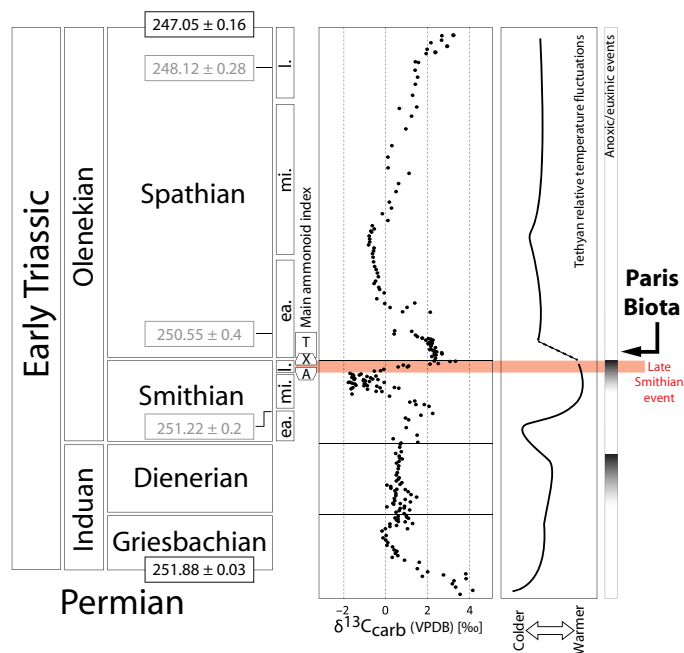 247.05 ± 0.16
248.12 ± 0.28
l.
Early Triassic
Olenekian
Spathian
mi.
Main ammonoid index
Tethyan relative temperature fluctuations
Anoxic/euxinic events
ea.
250.55 ± 0.4
T
X
A
Paris
Biota
Late
Smithian
event
Smithian
l.
mi.
ea.
251.22 ± 0.2
Induan
Dienerian
Griesbachian
251.88 ± 0.03
Permian
−2 0 2 4
δ13Ccarb (VPDB) [‰]
Colder
Warmer